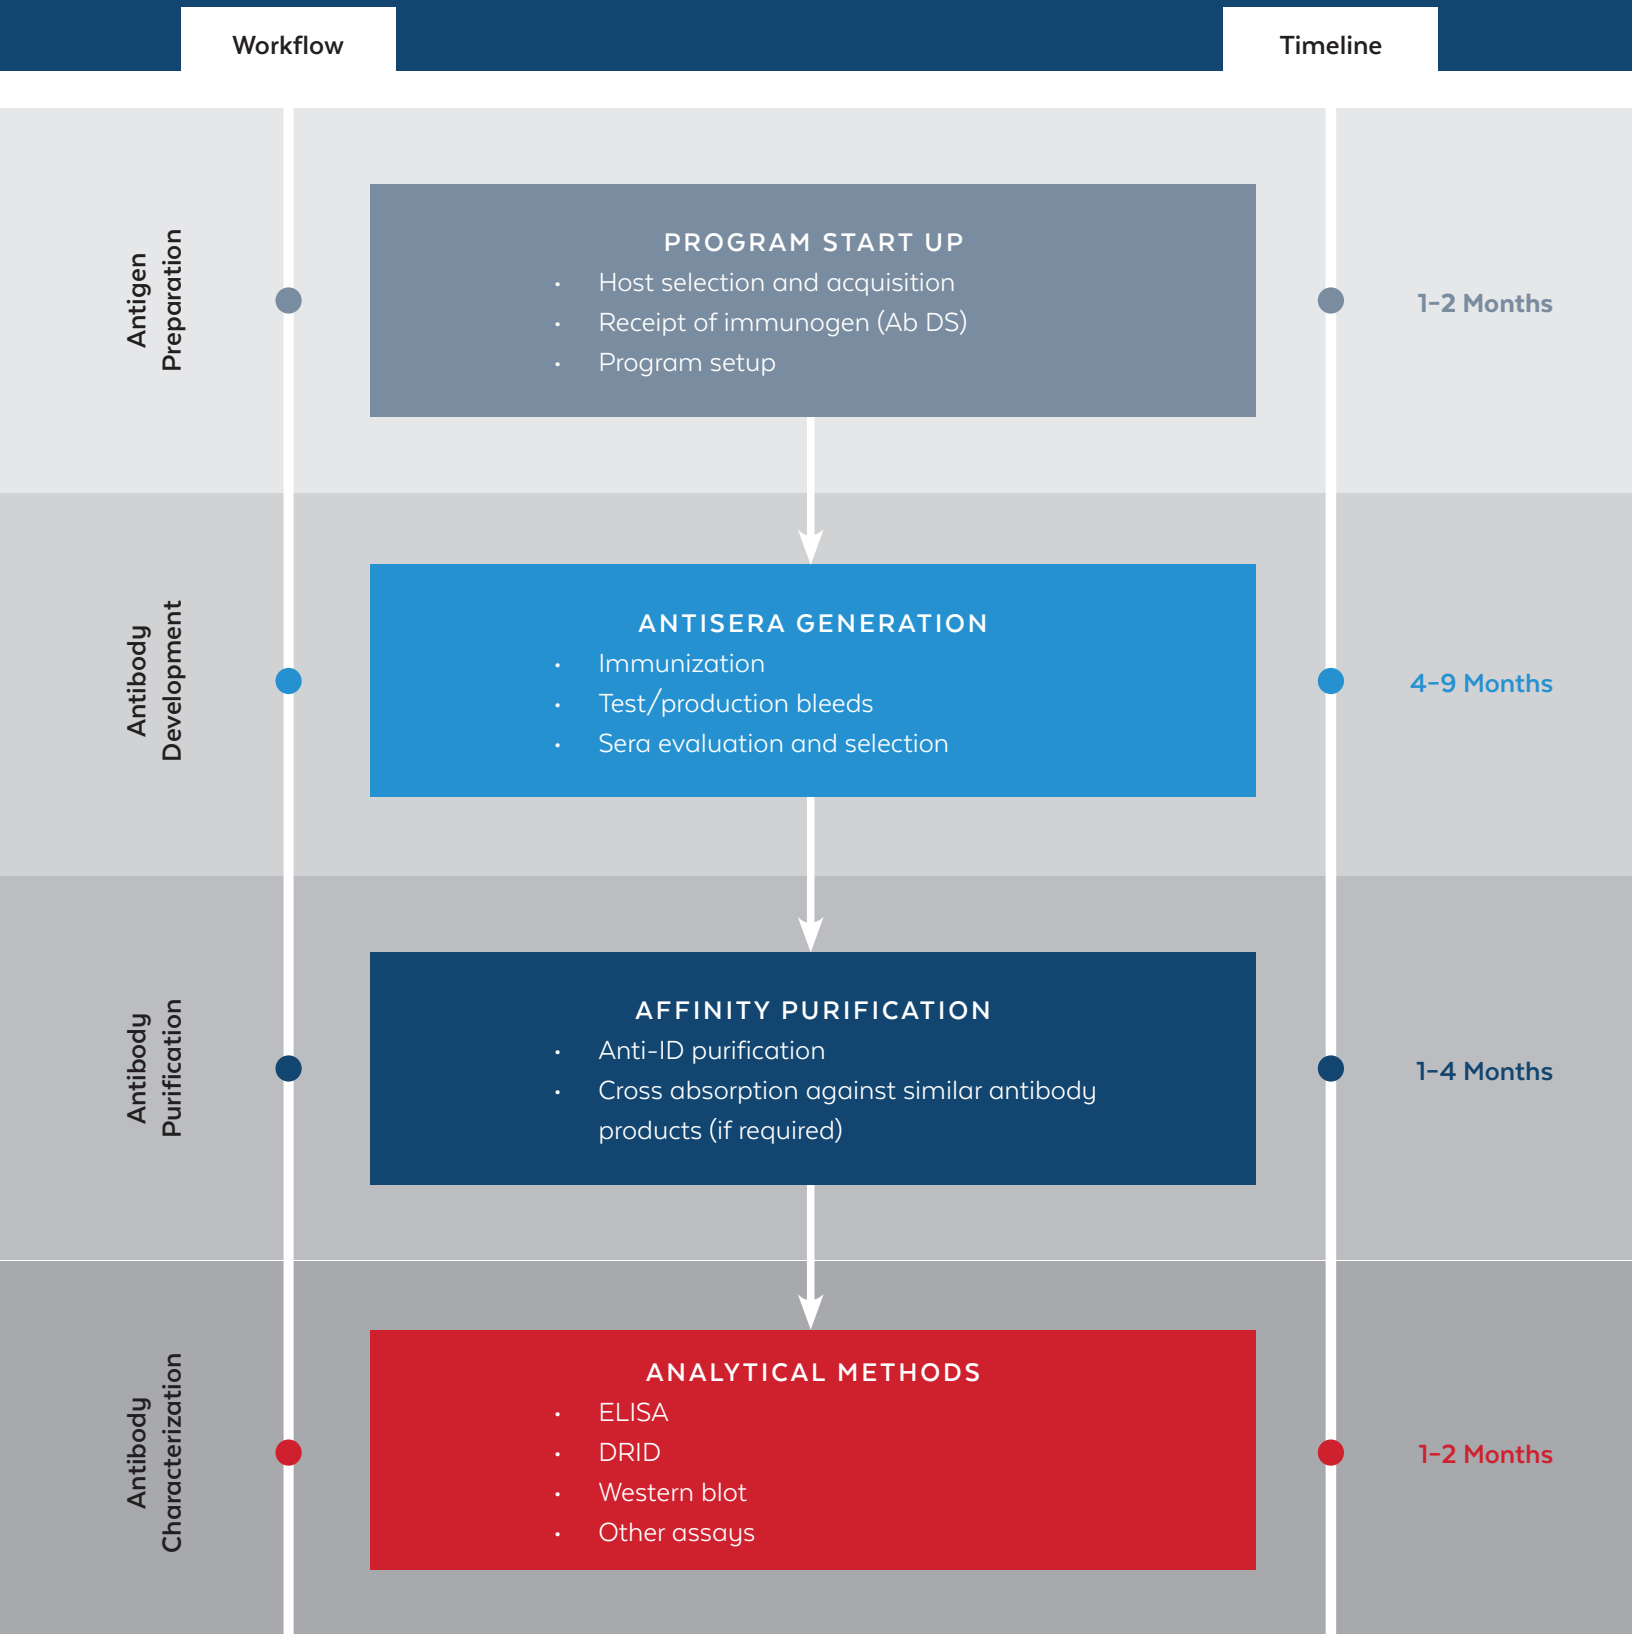 Workflow
Timeline
Antigen
Preparation
PROGRAM START UP
• Host selection and acquisition
• Receipt of immunogen (Ab DS)
• Program setup
1-2 Months
Antibody
Development
ANTISERA GENERATION
• Immunization
• Test/production bleeds
• Sera evaluation and selection
4-9 Months
Antibody
Purification
AFFINITY PURIFICATION
• Anti-ID purification
• Cross absorption against similar antibody
products (if required)
1-4 Months
Antibody
Characterization
ANALYTICAL METHODS
• ELISA
• DRID
• Western blot
• Other assays
1-2 Months